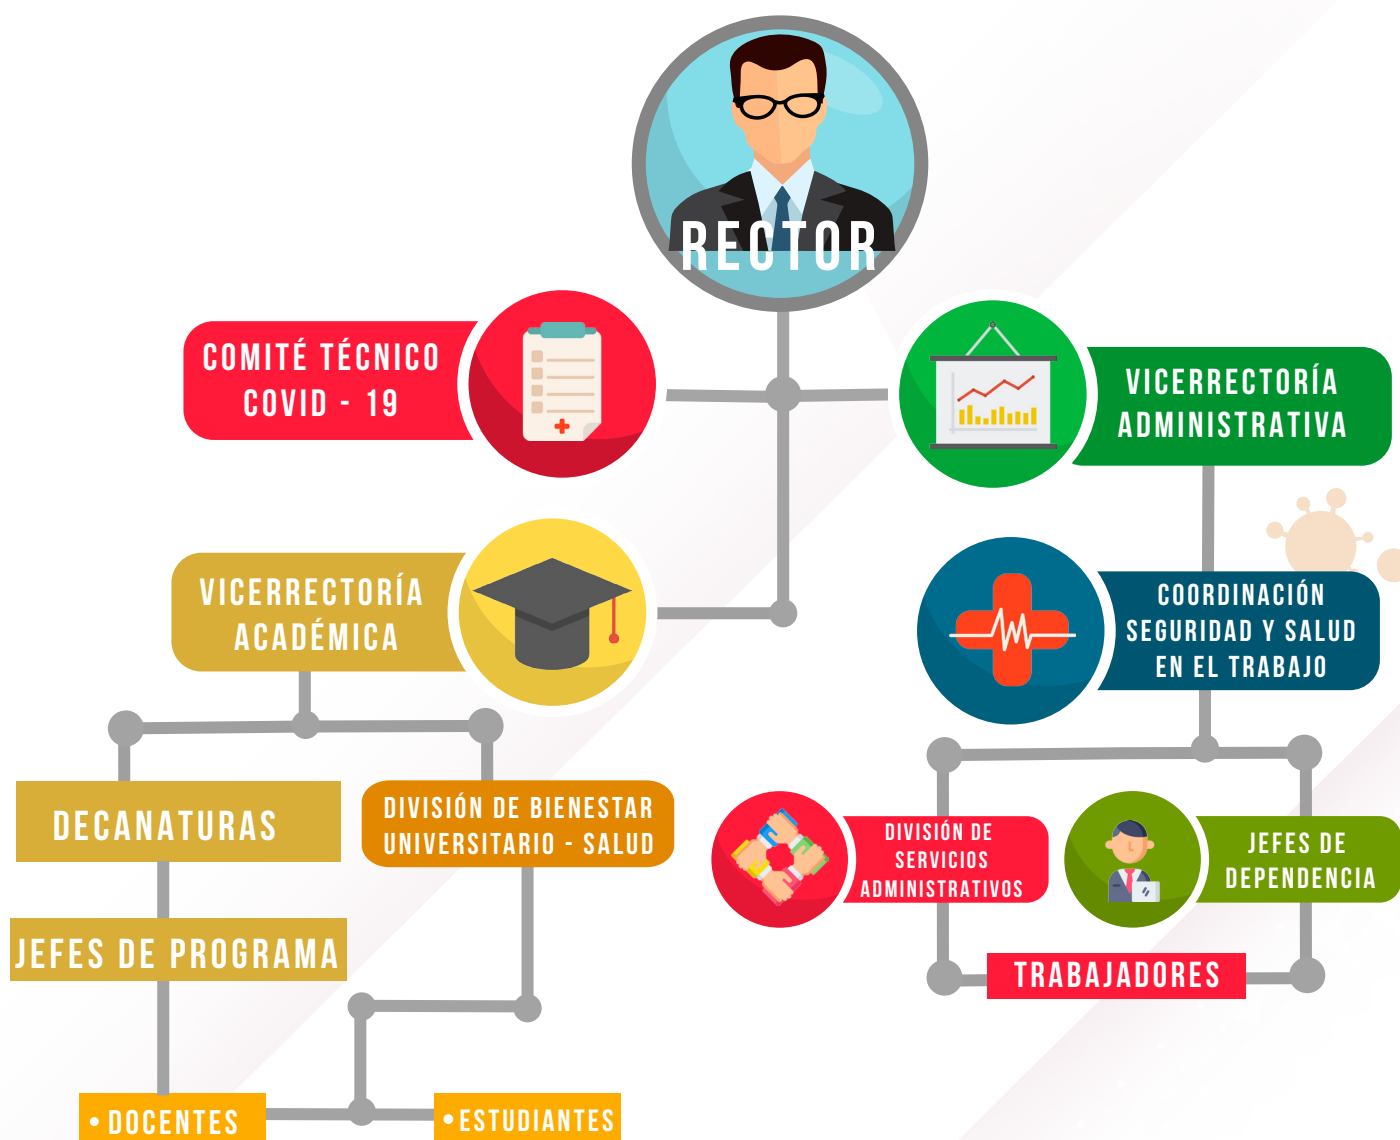 RECTOR
COMITÉ TÉCNICO
COVID - 19
VICERRECTORÍA
ADMINISTRATIVA
VICERRECTORÍA
ACADÉMICA
COORDINACIÓN
SEGURIDAD Y SALUD
EN EL TRABAJO
DECANATURAS
DIVISIÓN DE BIENESTAR
UNIVERSITARIO - SALUD
DIVISIÓN DE
SERVICIOS
ADMINISTRATIVOS
JEFES DE
DEPENDENCIA
JEFES DE PROGRAMA
TRABAJADORES
• DOCENTES
• ESTUDIANTES